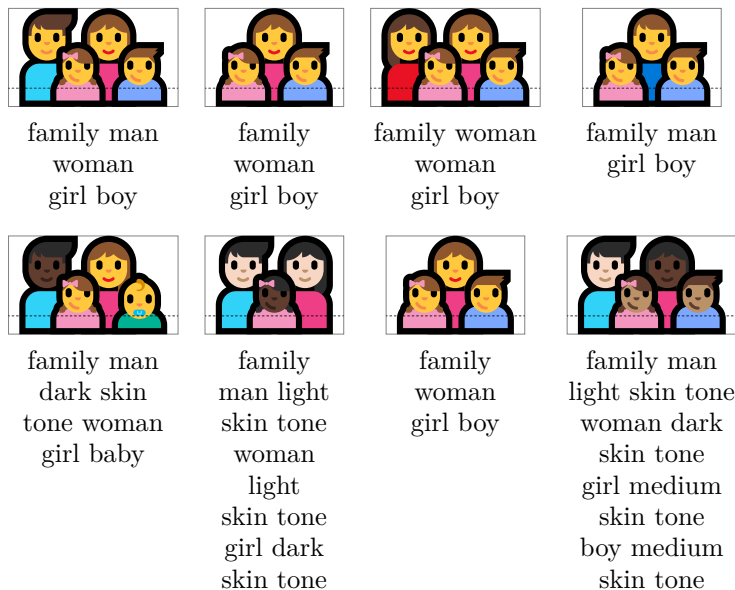 family man
woman
girl boy
family
woman
girl boy
family woman
woman
girl boy
family man
girl boy
family man
dark skin
tone woman
girl baby
family
man light
skin tone
woman
light
skin tone
girl dark
skin tone
family
woman
girl boy
family man
light skin tone
woman dark
skin tone
girl medium
skin tone
boy medium
skin tone